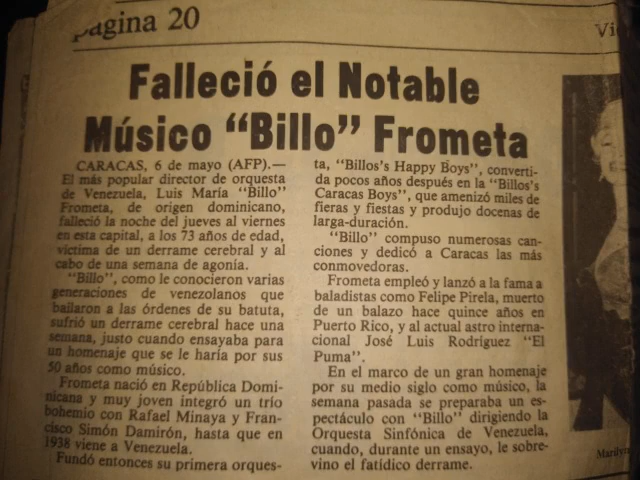 página 20
Vi
Falleció el Notable
Músico "Billo" Frometa
CARACAS, 6 de mayo (AFP).—
El más popular director de orquesta
de Venezuela, Luis María "Billo"
Frometa, de origen dominicano,
falleció la noche del jueves al viernes
en esta capital, a los 73 años de edad,
víctima de un derrame cerebral y al
cabo de una semana de agonía.
"Billo", como le conocieron varias
generaciones de venezolanos que
bailaron a las órdenes de su batuta,
sufrió un derrame cerebral hace una
semana, justo cuando ensayaba para
un homenaje que se le haría por sus
50 años como músico.
Frometa nació en República Domi-
nicana y muy joven integró un trío
bohemio con Rafael Minaya y Fran-
cisco Simón Damirón, hasta que en
1938 viene a Venezuela.
Fundó entonces su primera orques-
ta, "Billos's Happy Boys", converti-
da pocos años después en la "Billos's
Caracas Boys", que amenizó miles de
fieras y fiestas y produjo docenas de
larga-duración.
"Billo" compuso numerosas can-
ciones y dedicó a Caracas las más
conmovedoras.
Frometa empleó y lanzó a la fama a
baladistas como Felipe Pirela, muerto
de un balazo hace quince años en
Puerto Rico, y al actual astro interna-
cional José Luis Rodríguez "El
Puma".
En el marco de un gran homenaje
por su medio siglo como músico, la
semana pasada se preparaba un es-
pectáculo con "Billo" dirigiendo la
Orquesta Sinfónica de Venezuela,
cuando, durante un ensayo, le sobre-
vino el fatídico derrame.
Marilyn